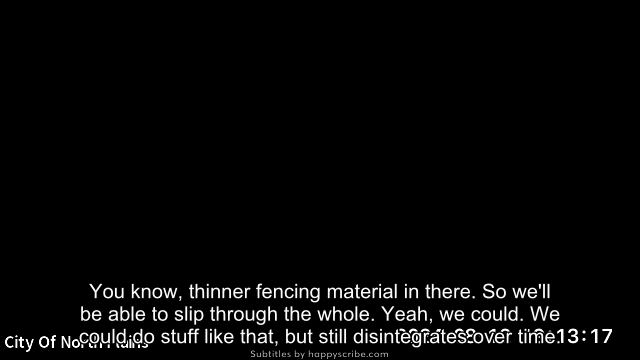 You know, thinner fencing material in there. So we'll
be able to slip through the whole. Yeah, we could. We
could do stuff like that, but still disintegrates over time.
City Of North Plains
13:17
Subtitles by happyscribe.com